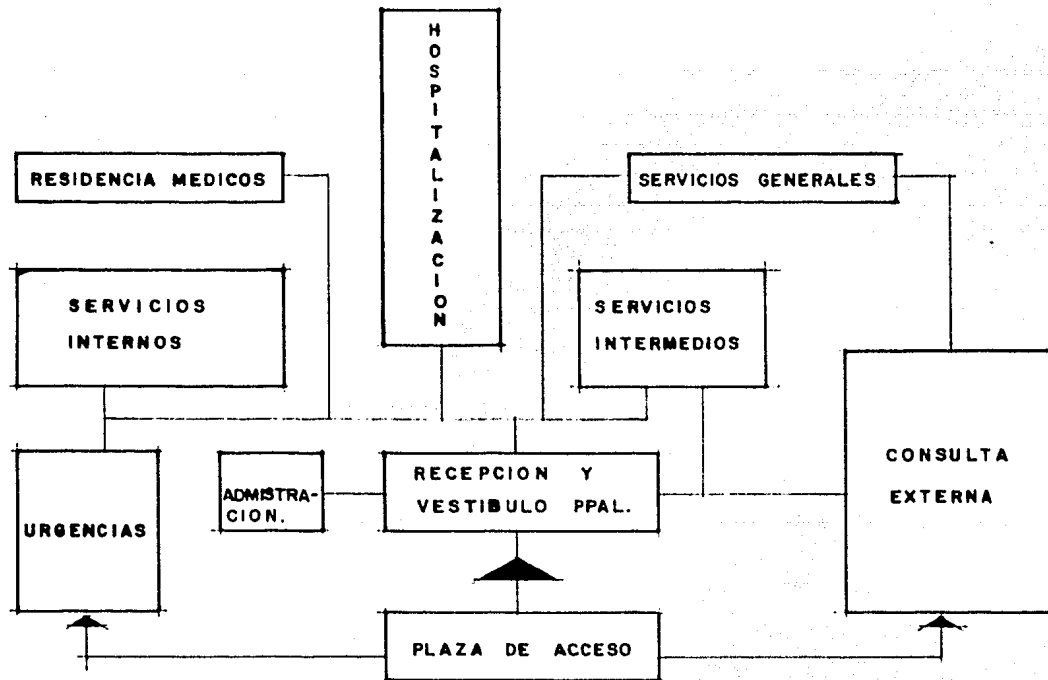 HOSPITALIZACION
RESIDENCIA MEDICOS
SERVICIOS GENERALES
SERVICIOS
INTERNOS
SERVICIOS
INTERMEDIOS
URGENCIAS
ADMISTRA-
CION.
RECEPCION Y
VESTIBULO PPAL.
CONSULTA
EXTERNA
PLAZA DE ACCESO